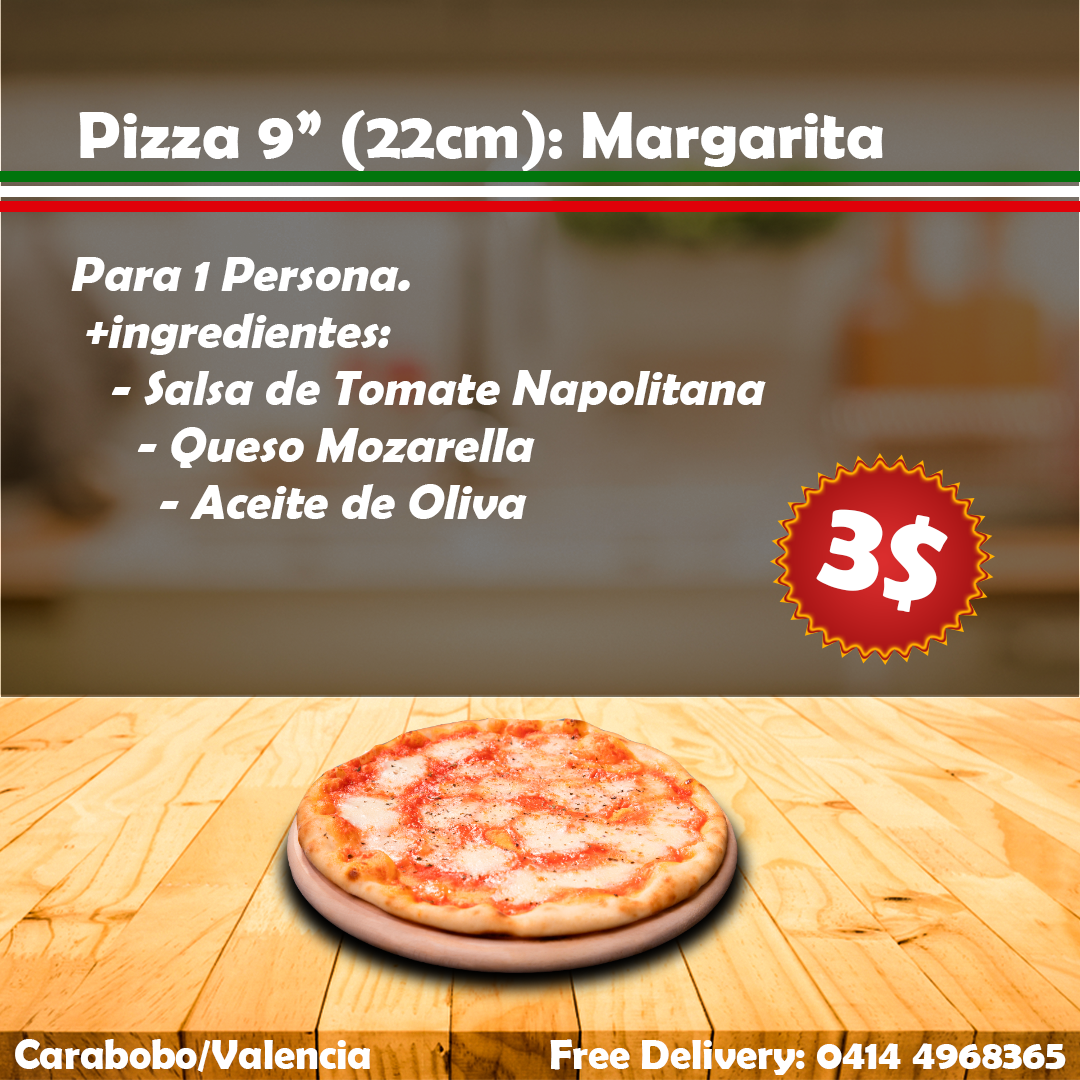 Pizza 9” (22cm): Margarita
Para 1 Persona.
+ingredientes:
- Salsa de Tomate Napolitana
- Queso Mozarella
- Aceite de Oliva
3$
Carabobo/Valencia
Free Delivery: 0414 4968365